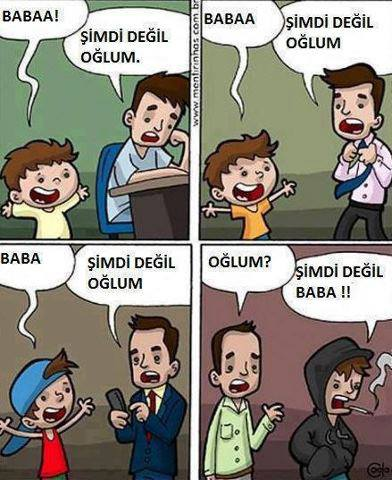 BABAA!
ŞİMDİ DEĞİL
OĞLUM.
BABAA
ŞİMDİ DEĞİL
OĞLUM
BABA
ŞİMDİ DEĞİL
OĞLUM
OĞLUM?
ŞİMDİ DEĞİL
BABA !!